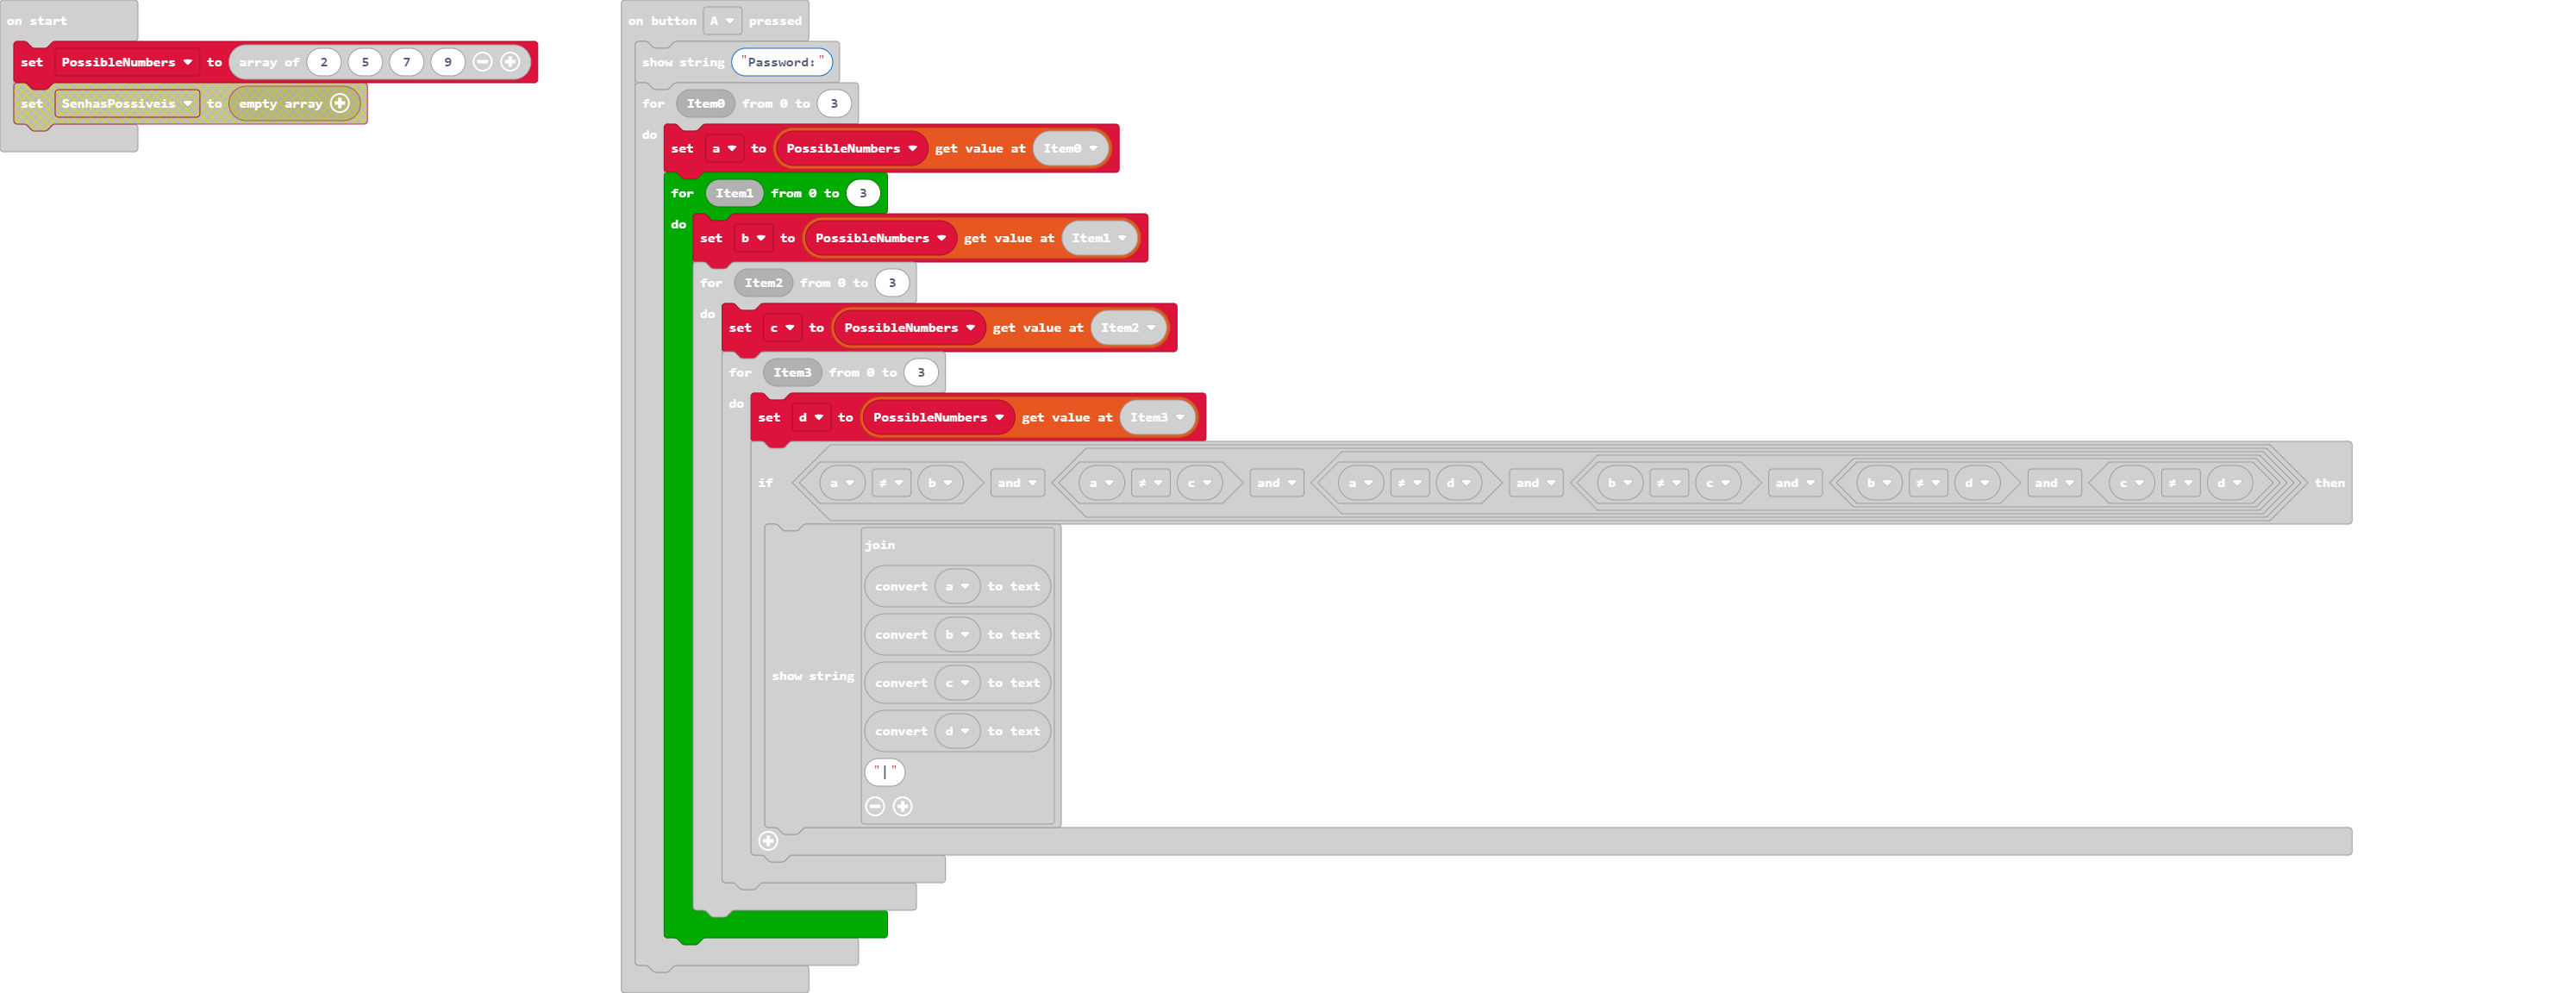 on start
set PossibleNumbers to array of 2 5 7 9
set SenhasPossiveis to empty array
on button A pressed
show string "Password:"
for Item0 from 0 to 3
do
set a to PossibleNumbers get value at Item0
for Item1 from 0 to 3
do
set b to PossibleNumbers get value at Item1
for Item2 from 0 to 3
do
set c to PossibleNumbers get value at Item2
for Item3 from 0 to 3
do
set d to PossibleNumbers get value at Item3
if a ≠ b and a ≠ c and a ≠ d and b ≠ c and b ≠ d and c ≠ d then
join
convert a to text
convert b to text
show string
convert c to text
convert d to text
"|"